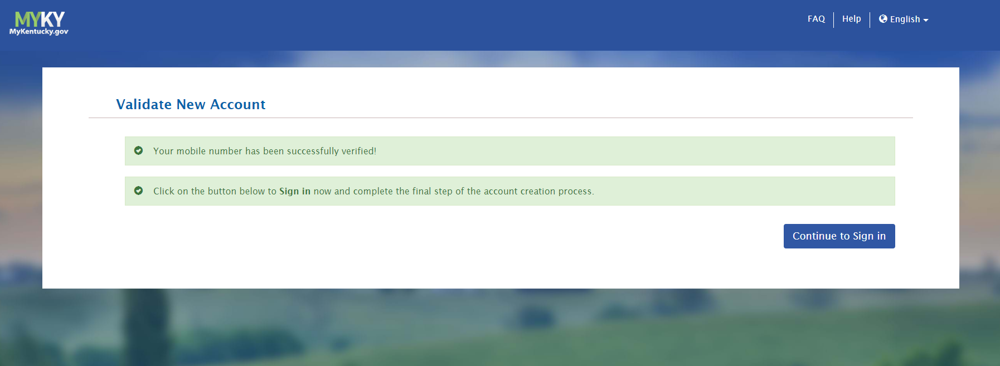 MYKY
MyKentucky.gov
FAQ
Help
English
Validate New Account
Your mobile number has been successfully verified!
Click on the button below to Sign in now and complete the final step of the account creation process.
Continue to Sign in